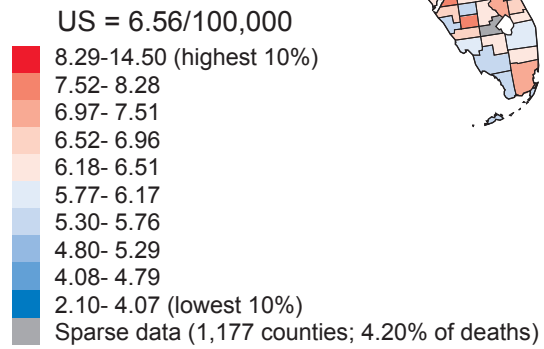 US = 6.56/100,000
8.29-14.50 (highest 10%)
7.52- 8.28
6.97- 7.51
6.52- 6.96
6.18- 6.51
5.77- 6.17
5.30- 5.76
4.80- 5.29
4.08- 4.79
2.10- 4.07 (lowest 10%)
Sparse data (1,177 counties; 4.20% of deaths)